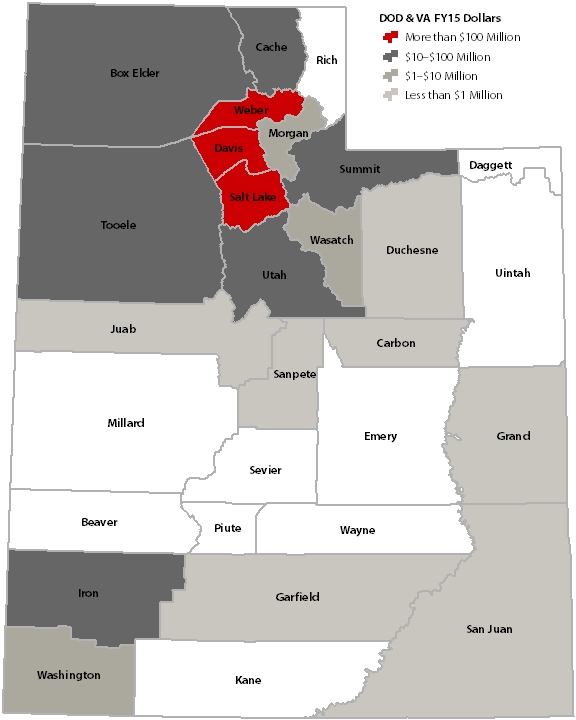 DOD & VA FY15 Dollars
More than $100 Million
$10–$100 Million
$1–$10 Million
Less than $1 Million
Cache
Rich
Box Elder
Weber
Morgan
Davis
Summit
Daggett
Salt Lake
Tooele
Wasatch
Duchesne
Utah
Uintah
Juab
Carbon
Sanpete
Millard
Emery
Grand
Sevier
Beaver
Piute
Wayne
Iron
Garfield
San Juan
Washington
Kane